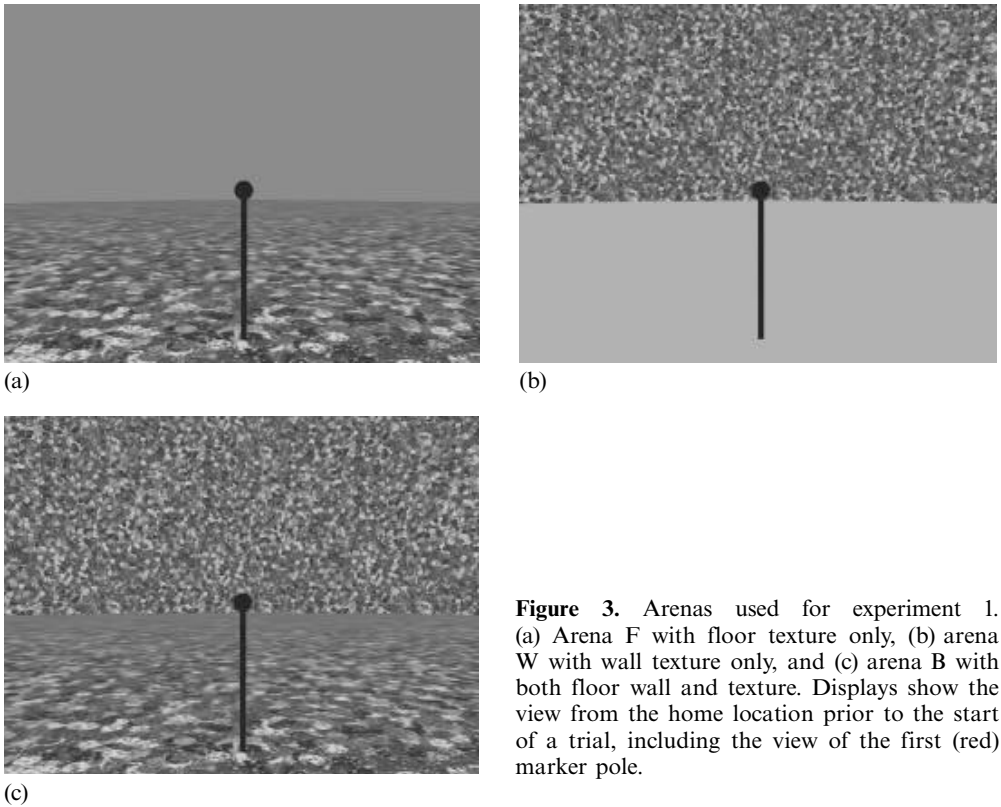 (a)
(b)
(c)
Figure 3. Arenas used for experiment 1.
(a) Arena F with floor texture only, (b) arena
W with wall texture only, and (c) arena B with
both floor wall and texture. Displays show the
view from the home location prior to the start
of a trial, including the view of the first (red)
marker pole.